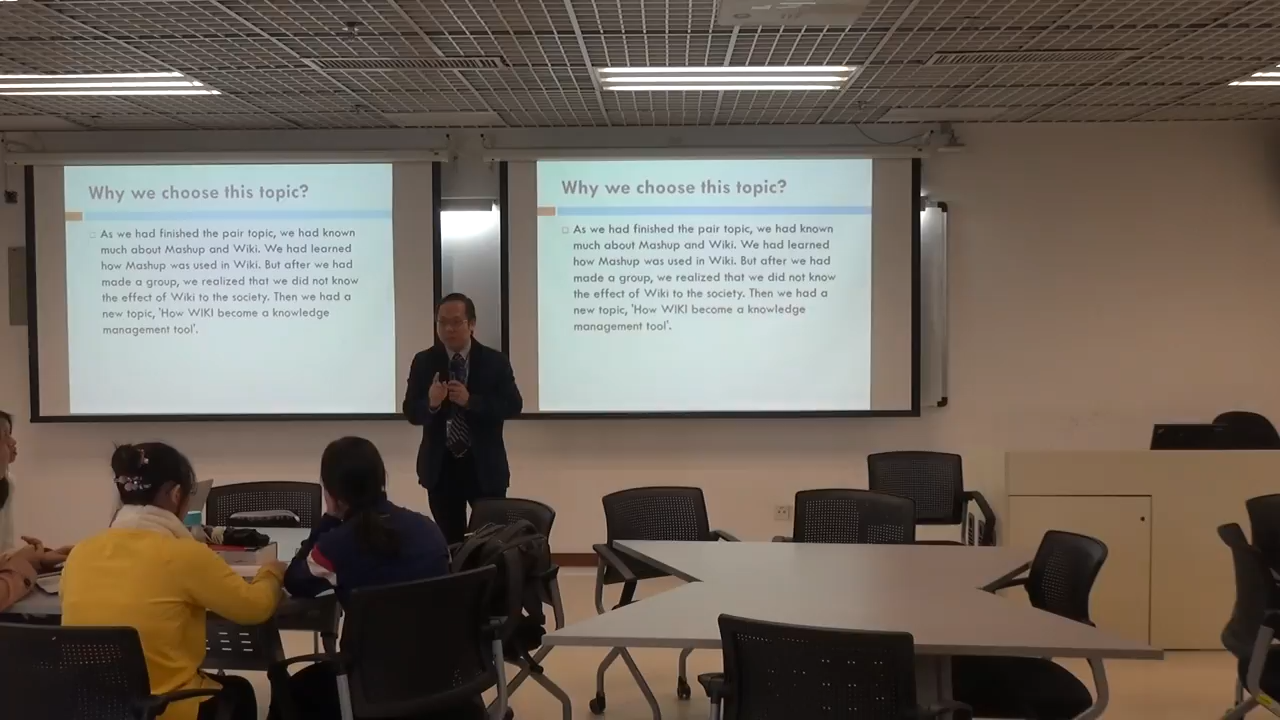 Why we choose this topic?
As we had finished the pair topic, we had known
much about Mashup and Wiki. We had learned
how Mashup was used in Wiki. But after we had
made a group, we realized that we did not know
the effect of Wiki to the society. Then we had a
new topic, 'How WIKI become a knowledge
management tool'.
Why we choose this topic?
As we had finished the pair topic, we had known
much about Mashup and Wiki. We had learned
how Mashup was used in Wiki. But after we had
made a group, we realized that we did not know
the effect of Wiki to the society. Then we had a
new topic, 'How WIKI become a knowledge
management tool'.